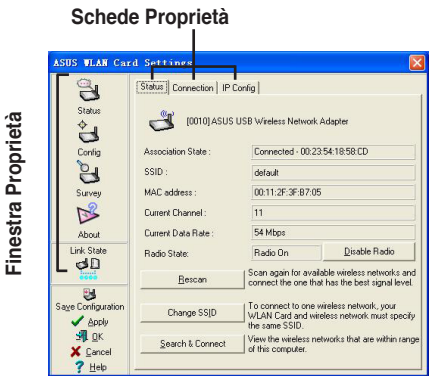 Schede Proprietà
Finestra Proprietà
ASUS WLAN Card Settings
Status
Config
Survey
About
Link State
Save Configuration
Apply
OK
Cancel
Help
Status Connection IP Config
[0010] ASUS USB Wireless Network Adapter
Association State : Connected - 00:23:54:18:58:CD
SSID : default
MAC address : 00:11:2F:3F:B7:05
Current Channel : 11
Current Data Rate : 54 Mbps
Radio State: Radio On Disable Radio
Rescan
Scan again for available wireless networks and
connect the one that has the best signal level.
Change SSID
To connect to one wireless network, your
WLAN Card and wireless network must specify
the same SSID.
Search & Connect
View the wireless networks that are within range
of this computer.